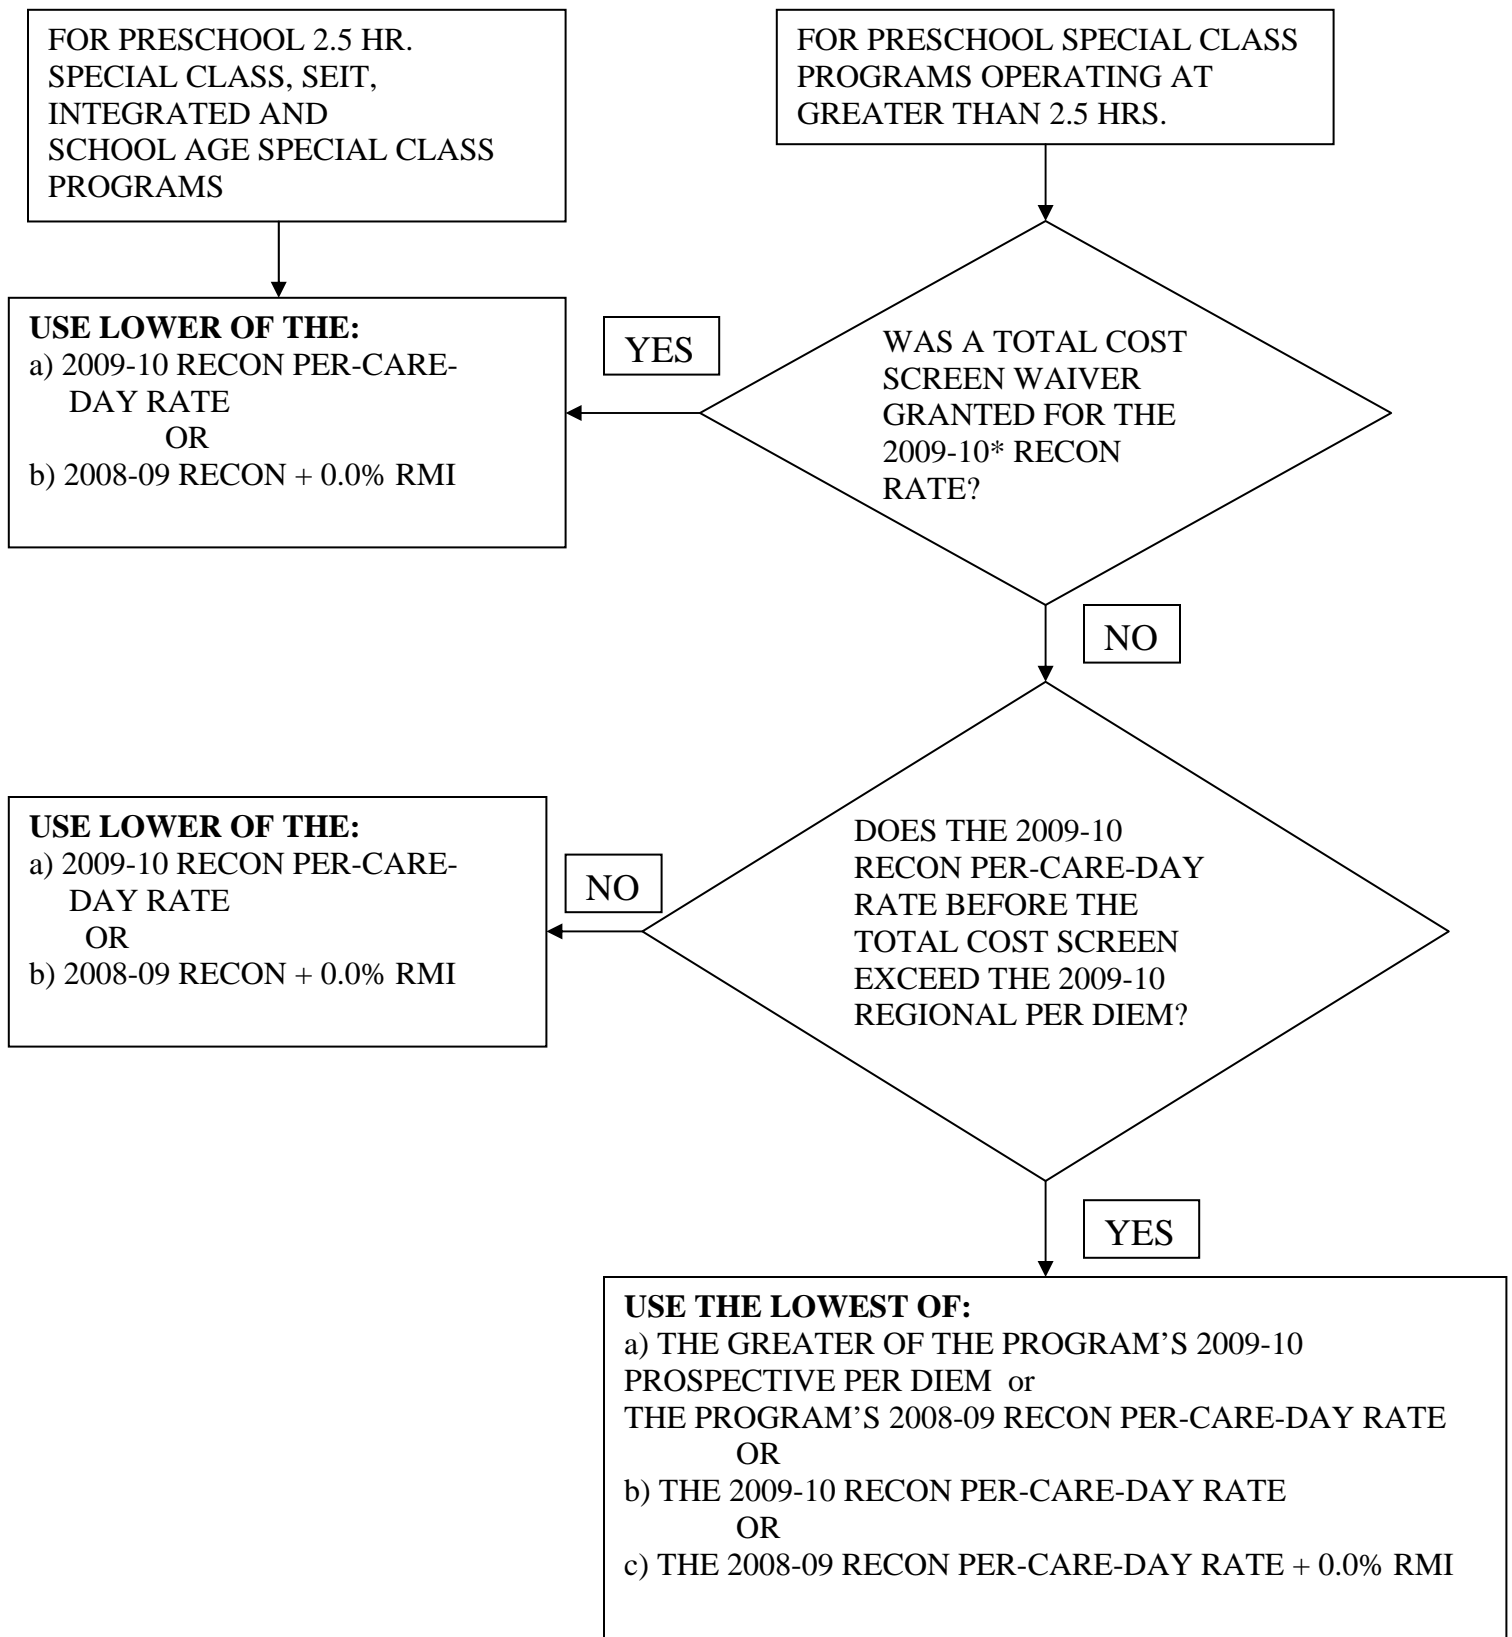 FOR PRESCHOOL 2.5 HR.
SPECIAL CLASS, SEIT,
INTEGRATED AND
SCHOOL AGE SPECIAL CLASS
PROGRAMS
FOR PRESCHOOL SPECIAL CLASS
PROGRAMS OPERATING AT
GREATER THAN 2.5 HRS.
USE LOWER OF THE:
a) 2009-10 RECON PER-CARE-
DAY RATE
OR
b) 2008-09 RECON + 0.0% RMI
YES
WAS A TOTAL COST
SCREEN WAIVER
GRANTED FOR THE
2009-10* RECON
RATE?
NO
USE LOWER OF THE:
a) 2009-10 RECON PER-CARE-
DAY RATE
OR
b) 2008-09 RECON + 0.0% RMI
NO
DOES THE 2009-10
RECON PER-CARE-DAY
RATE BEFORE THE
TOTAL COST SCREEN
EXCEED THE 2009-10
REGIONAL PER DIEM?
YES
USE THE LOWEST OF:
a) THE GREATER OF THE PROGRAM’S 2009-10
PROSPECTIVE PER DIEM or
THE PROGRAM’S 2008-09 RECON PER-CARE-DAY RATE
OR
b) THE 2009-10 RECON PER-CARE-DAY RATE
OR
c) THE 2008-09 RECON PER-CARE-DAY RATE + 0.0% RMI